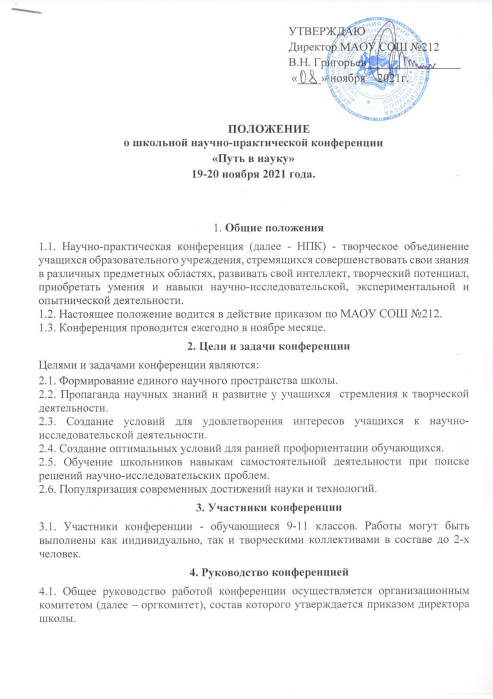 УТВЕРЖДАЮ
Директор МАОУ СОШ №212
В.Н. Григорьев
« 08 » ноября 2021г.
ПОЛОЖЕНИЕ
о школьной научно-практической конференции
«Путь в науку»
19-20 ноября 2021 года.
1. Общие положения
1.1. Научно-практическая конференция (далее - НПК) - творческое объединение
учащихся образовательного учреждения, стремящихся совершенствовать свои знания
в различных предметных областях, развивать свой интеллект, творческий потенциал,
приобретать умения и навыки научно-исследовательской, экспериментальной и
опытнической деятельности.
1.2. Настоящее положение водится в действие приказом по МАОУ СОШ №212.
1.3. Конференция проводится ежегодно в ноябре месяце.
2. Цели и задачи конференции
Целями и задачами конференции являются:
2.1. Формирование единого научного пространства школы.
2.2. Пропаганда научных знаний и развитие у учащихся стремления к творческой
деятельности.
2.3. Создание условий для удовлетворения интересов учащихся к научно-
исследовательской деятельности.
2.4. Создание оптимальных условий для ранней профориентации обучающихся.
2.5. Обучение школьников навыкам самостоятельной деятельности при поиске
решений научно-исследовательских проблем.
2.6. Популяризация современных достижений науки и технологий.
3. Участники конференции
3.1. Участники конференции - обучающиеся 9-11 классов. Работы могут быть
выполнены как индивидуально, так и творческими коллективами в составе до 2-х
человек.
4. Руководство конференцией
4.1. Общее руководство работой конференции осуществляется организационным
комитетом (далее – оргкомитет), состав которого утверждается приказом директора
школы.